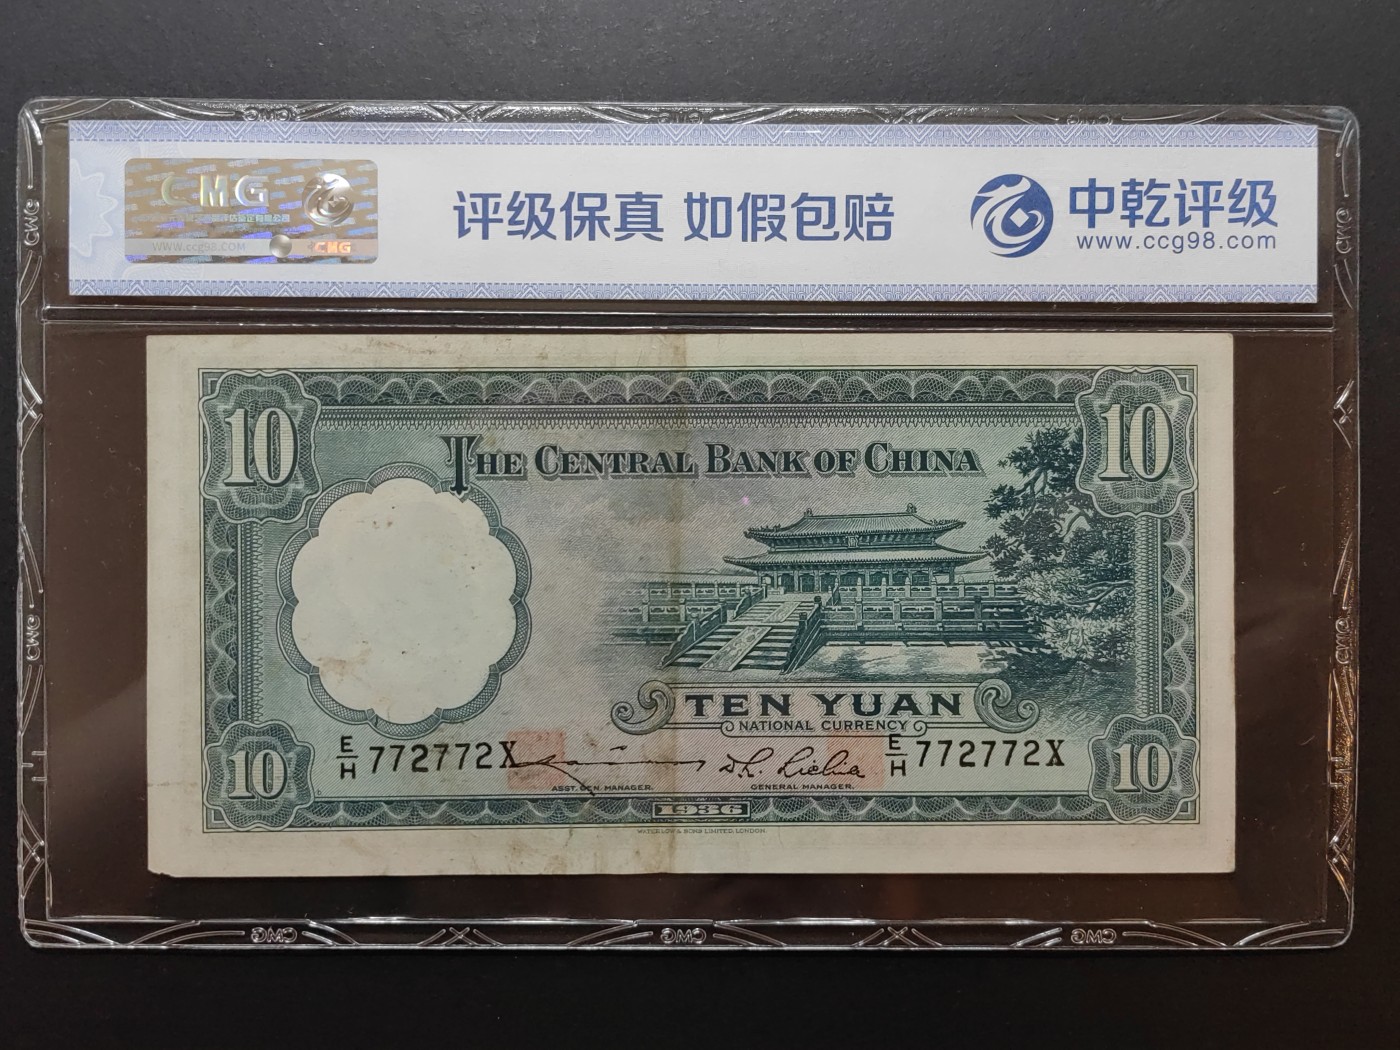 CMG
WWW.ccg98.COM
CMG
评级保真 如假包赔
中乾评级
www.ccg98.com
10
10
THE CENTRAL BANK OF CHINA
TEN YUAN
NATIONAL CURRENCY
E/H 772772X
E/H 772772X
ASST. GEN. MANAGER.
GENERAL MANAGER.
10
10
1936
WATERLOW & SONS LIMITED, LONDON.